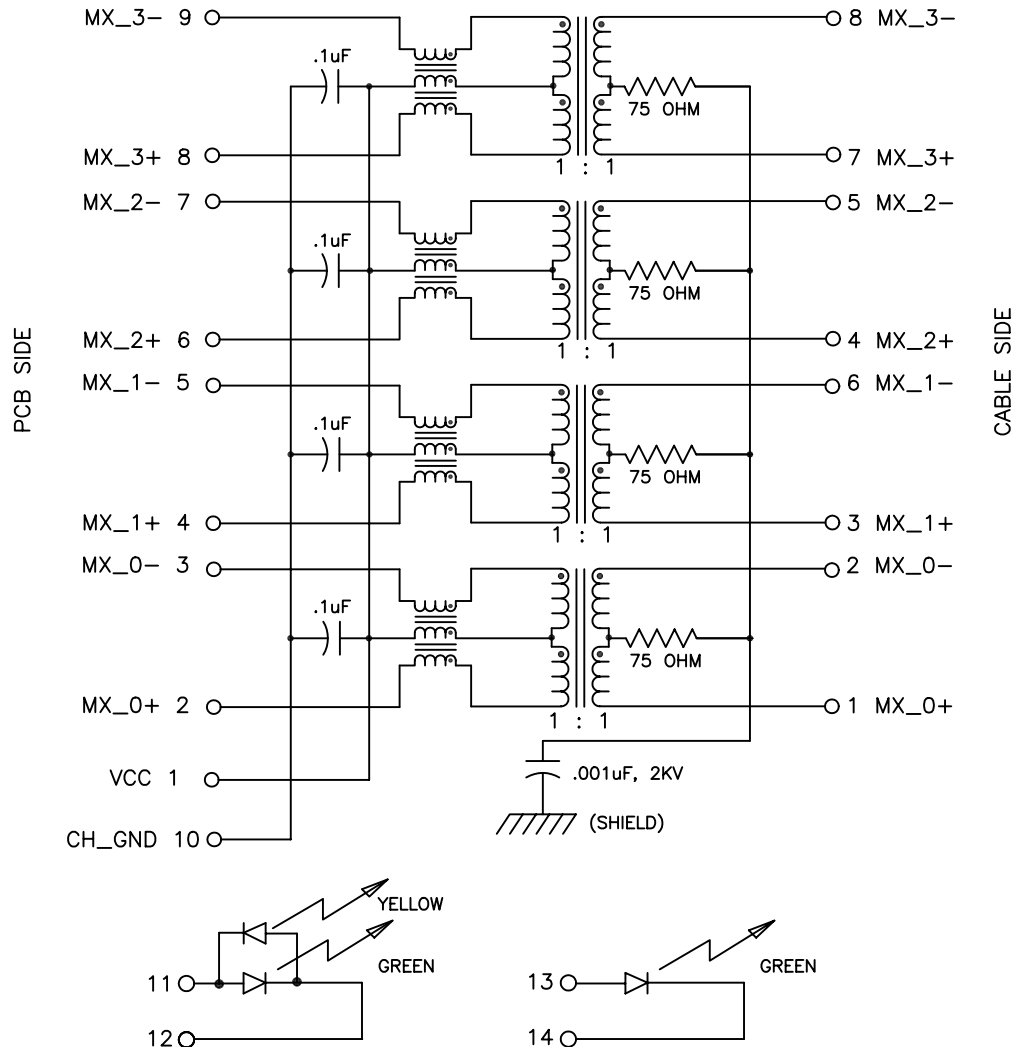 MX_3- 9
8 MX_3-
.1uF
75 OHM
MX_3+ 8
7 MX_3+
1 : 1
MX_2- 7
5 MX_2-
.1uF
75 OHM
MX_2+ 6
4 MX_2+
1 : 1
PCB SIDE
CABLE SIDE
MX_1- 5
6 MX_1-
.1uF
75 OHM
MX_1+ 4
3 MX_1+
1 : 1
MX_0- 3
2 MX_0-
.1uF
75 OHM
MX_0+ 2
1 MX_0+
1 : 1
VCC 1
.001uF, 2KV
(SHIELD)
CH_GND 10
YELLOW
GREEN
11
12
GREEN
13
14